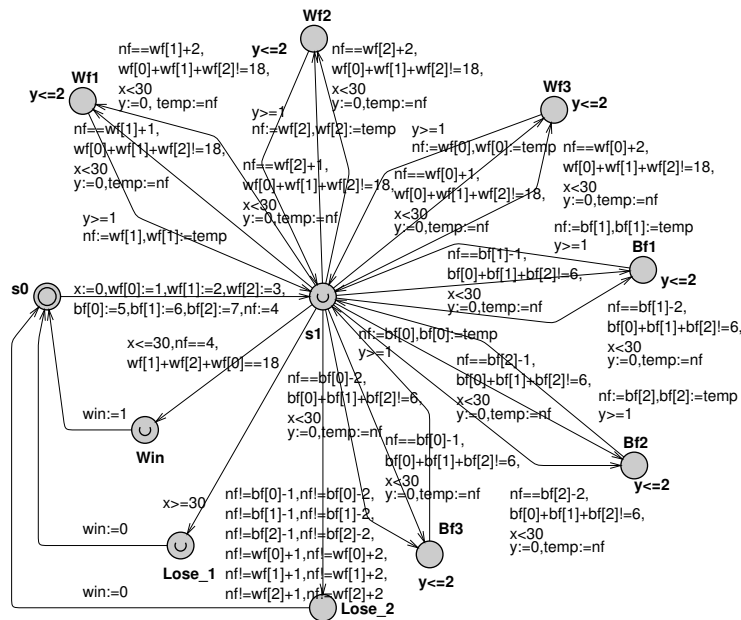 Wf2
y<=2
nf==wf[1]+2,
wf[0]+wf[1]+wf[2]!=18,
x<30
y:=0, temp:=nf
nf==wf[2]+2,
wf[0]+wf[1]+wf[2]!=18,
x<30
y:=0, temp:=nf
Wf1
y<=2
Wf3
y<=2
nf==wf[1]+1,
wf[0]+wf[1]+wf[2]!=18,
x<30
y:=0,temp:=nf
y>=1
nf:=wf[2],wf[2]:=temp
y>=1
nf:=wf[0],wf[0]:=temp
nf==wf[2]+1,
wf[0]+wf[1]+wf[2]!=18,
x<30
y:=0,temp:=nf
nf==wf[0]+1,
wf[0]+wf[1]+wf[2]!=18,
x<30
y:=0,temp:=nf
nf==wf[0]+2,
wf[0]+wf[1]+wf[2]!=18,
x<30
y:=0,temp:=nf
y>=1
nf:=wf[1],wf[1]:=temp
nf:=bf[1],bf[1]:=temp
y>=1
nf==bf[1]-1,
bf[0]+bf[1]+bf[2]!=6,
x<30
y:=0,temp:=nf
Bf1
y<=2
s0
x:=0,wf[0]:=1,wf[1]:=2,wf[2]:=3,
bf[0]:=5,bf[1]:=6,bf[2]:=7,nf:=4
s1
nf==bf[1]-2,
bf[0]+bf[1]+bf[2]!=6,
x<30
y:=0,temp:=nf
x<=30,nf==4,
wf[1]+wf[2]+wf[0]==18
nf:=bf[0],bf[0]:=temp
y>=1
nf==bf[2]-1,
bf[0]+bf[1]+bf[2]!=6,
x<30
y:=0,temp:=nf
nf==bf[0]-2,
bf[0]+bf[1]+bf[2]!=6,
x<30
y:=0,temp:=nf
nf:=bf[2],bf[2]:=temp
y>=1
win:=1
Win
nf==bf[0]-1,
bf[0]+bf[1]+bf[2]!=6,
x<30
y:=0,temp:=nf
Bf2
y<=2
x>=30
nf==bf[2]-2,
bf[0]+bf[1]+bf[2]!=6,
x<30
y:=0,temp:=nf
nf!=bf[0]-1,nf!=bf[0]-2,
nf!=bf[1]-1,nf!=bf[1]-2,
nf!=bf[2]-1,nf!=bf[2]-2,
nf!=wf[0]+1,nf!=wf[0]+2,
nf!=wf[1]+1,nf!=wf[1]+2,
nf!=wf[2]+1,nf!=wf[2]+2
win:=0
Lose_1
Bf3
y<=2
win:=0
Lose_2